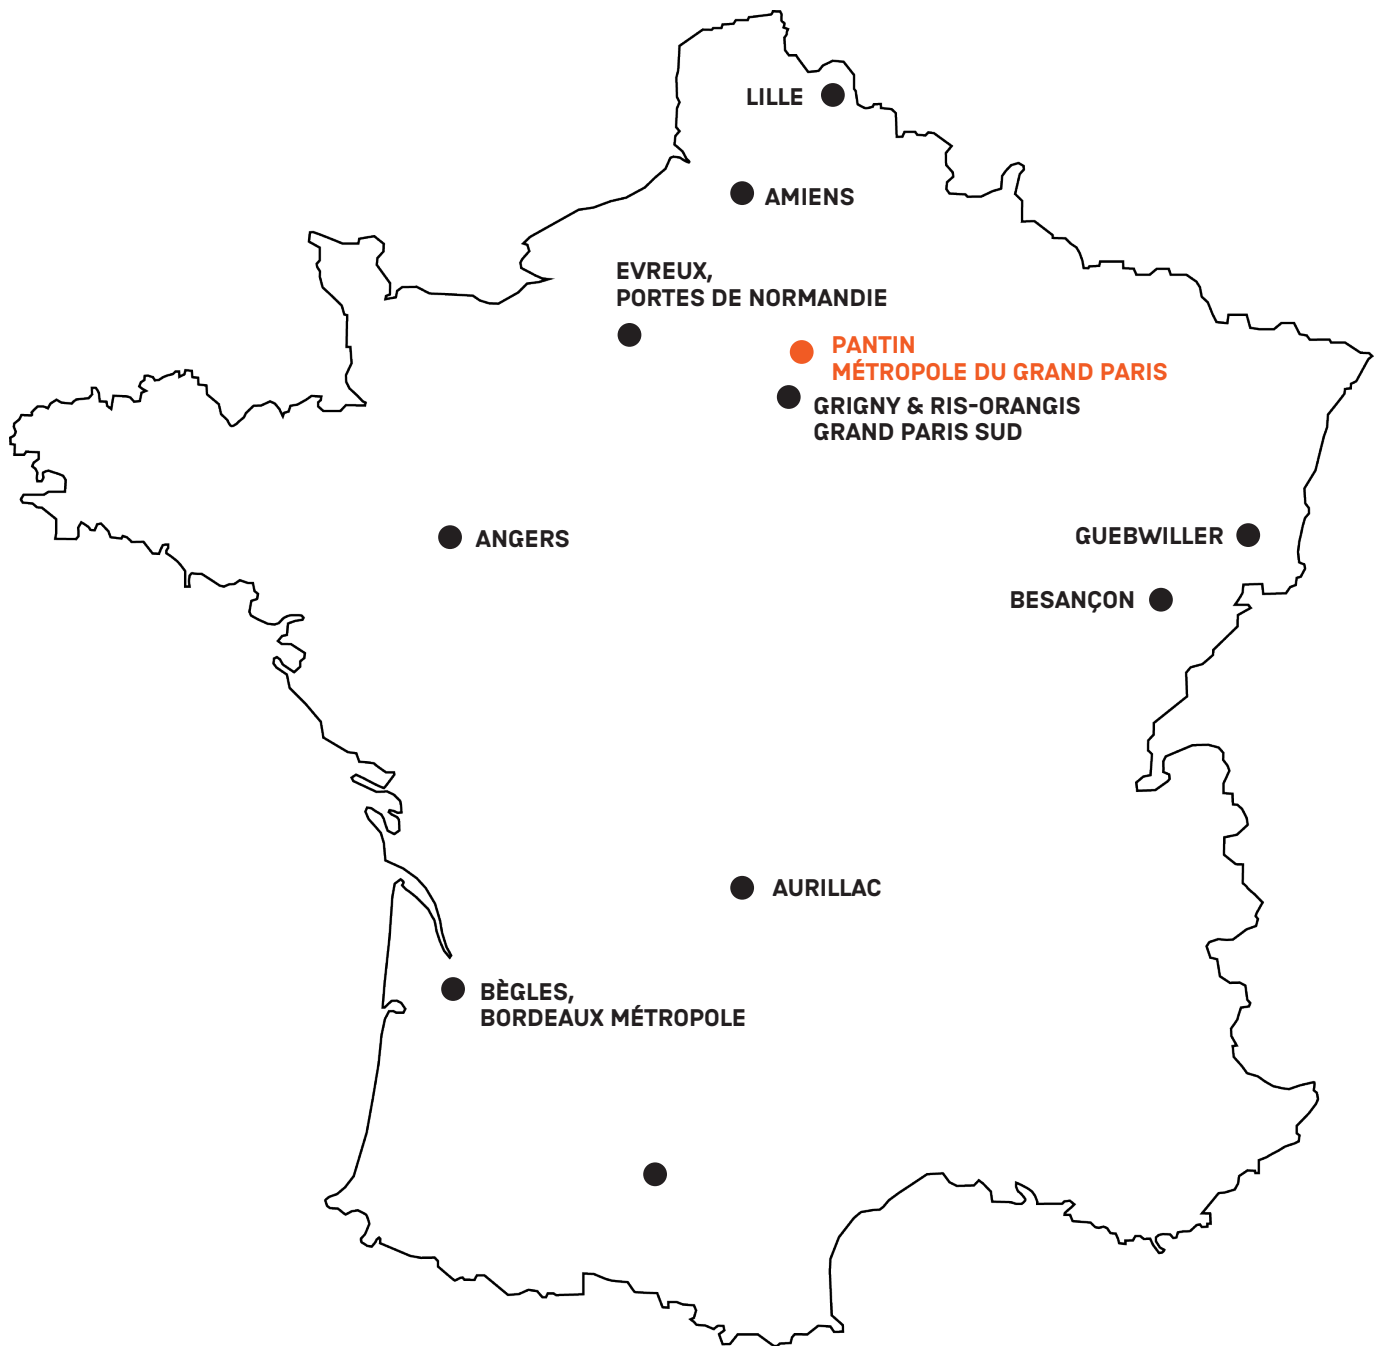 LILLE
AMIENS
EVREUX,
PORTES DE NORMANDIE
PANTIN
MÉTROPOLE DU GRAND PARIS
GRIGNY & RIS-ORANGIS
GRAND PARIS SUD
ANGERS
GUEBWILLER
BESANÇON
AURILLAC
BÈGLES,
BORDEAUX MÉTROPOLE